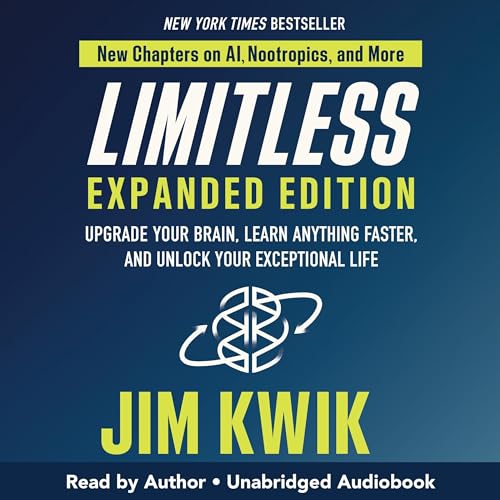 NEW YORK TIMES BESTSELLER
New Chapters on AI, Nootropics, and More
LIMITLESS
EXPANDED EDITION
UPGRADE YOUR BRAIN, LEARN ANYTHING FASTER,
AND UNLOCK YOUR EXCEPTIONAL LIFE
JIM KWIK
Read by Author • Unabridged Audiobook